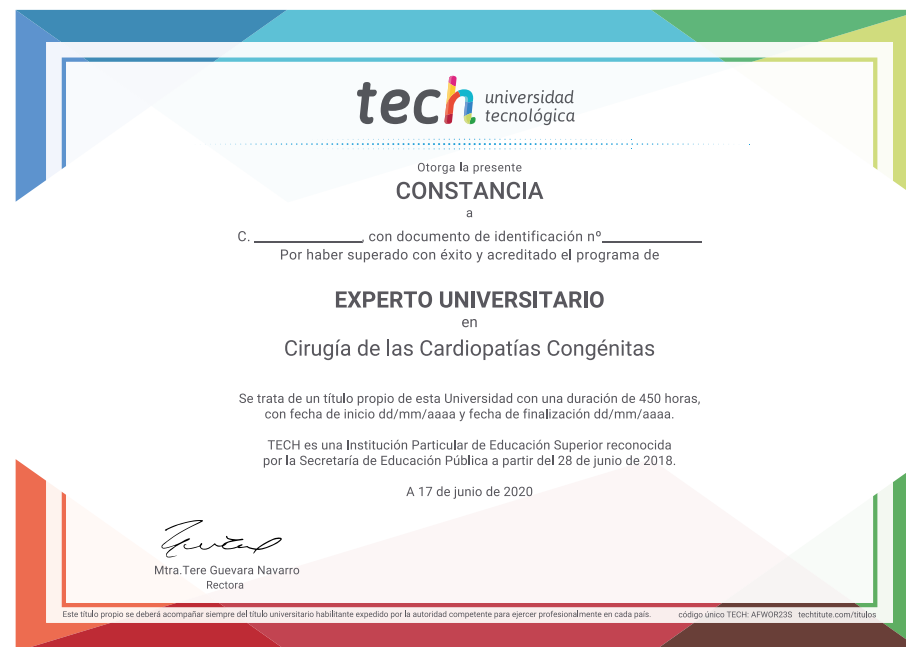 tech universidad
tecnológica
Otorga la presente
CONSTANCIA
a
C. ____________, con documento de identificación nº___________
Por haber superado con éxito y acreditado el programa de
EXPERTO UNIVERSITARIO
en
Cirugía de las Cardiopatías Congénitas
Se trata de un título propio de esta Universidad con una duración de 450 horas,
con fecha de inicio dd/mm/aaaa y fecha de finalización dd/mm/aaaa.
TECH es una Institución Particular de Educación Superior reconocida
por la Secretaría de Educación Pública a partir del 28 de junio de 2018.
A 17 de junio de 2020
Mtra.Tere Guevara Navarro
Rectora
Este título propio se deberá acompañar siempre del título universitario habilitante expedido por la autoridad competente para ejercer profesionalmente en cada país. código único TECH: AFWOR23S techtitute.com/titulos